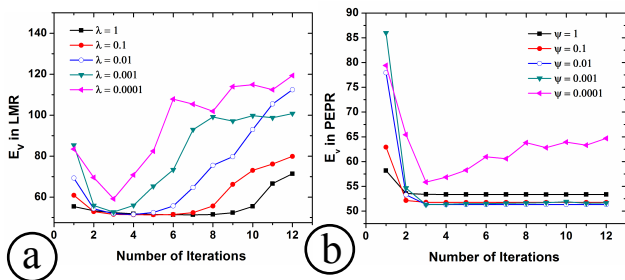 λ = 1
λ = 0.1
λ = 0.01
λ = 0.001
λ = 0.0001
140
120
100
80
60
E_v in LMR
0 2 4 6 8 10 12
Number of Iterations
a
ψ = 1
ψ = 0.1
ψ = 0.01
ψ = 0.001
ψ = 0.0001
90
85
80
75
70
65
60
55
50
E_v in PEPR
0 2 4 6 8 10 12
Number of Iterations
b